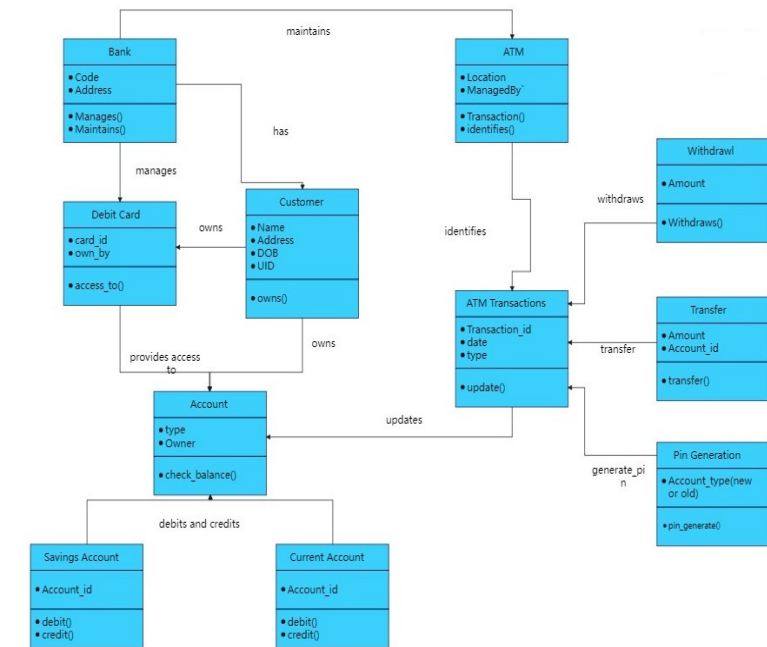 maintains
Bank
Code
Address
Manages()
Maintains()
ATM
Location
ManagedBy`
Transaction()
identifies()
has
manages
Withdrawl
Amount
Withdraws()
withdraws
Debit Card
card_id
own_by
access_to()
owns
Customer
Name
Address
DOB
UID
owns()
identifies
ATM Transactions
Transaction_id
date
type
update()
Transfer
Amount
Account_id
transfer()
transfer
owns
provides access
to
Account
type
Owner
check_balance()
updates
generate_pi
n
Pin Generation
Account_type(new
or old)
pin_generate()
debits and credits
Savings Account
Account_id
debit()
credit()
Current Account
Account_id
debit()
credit()